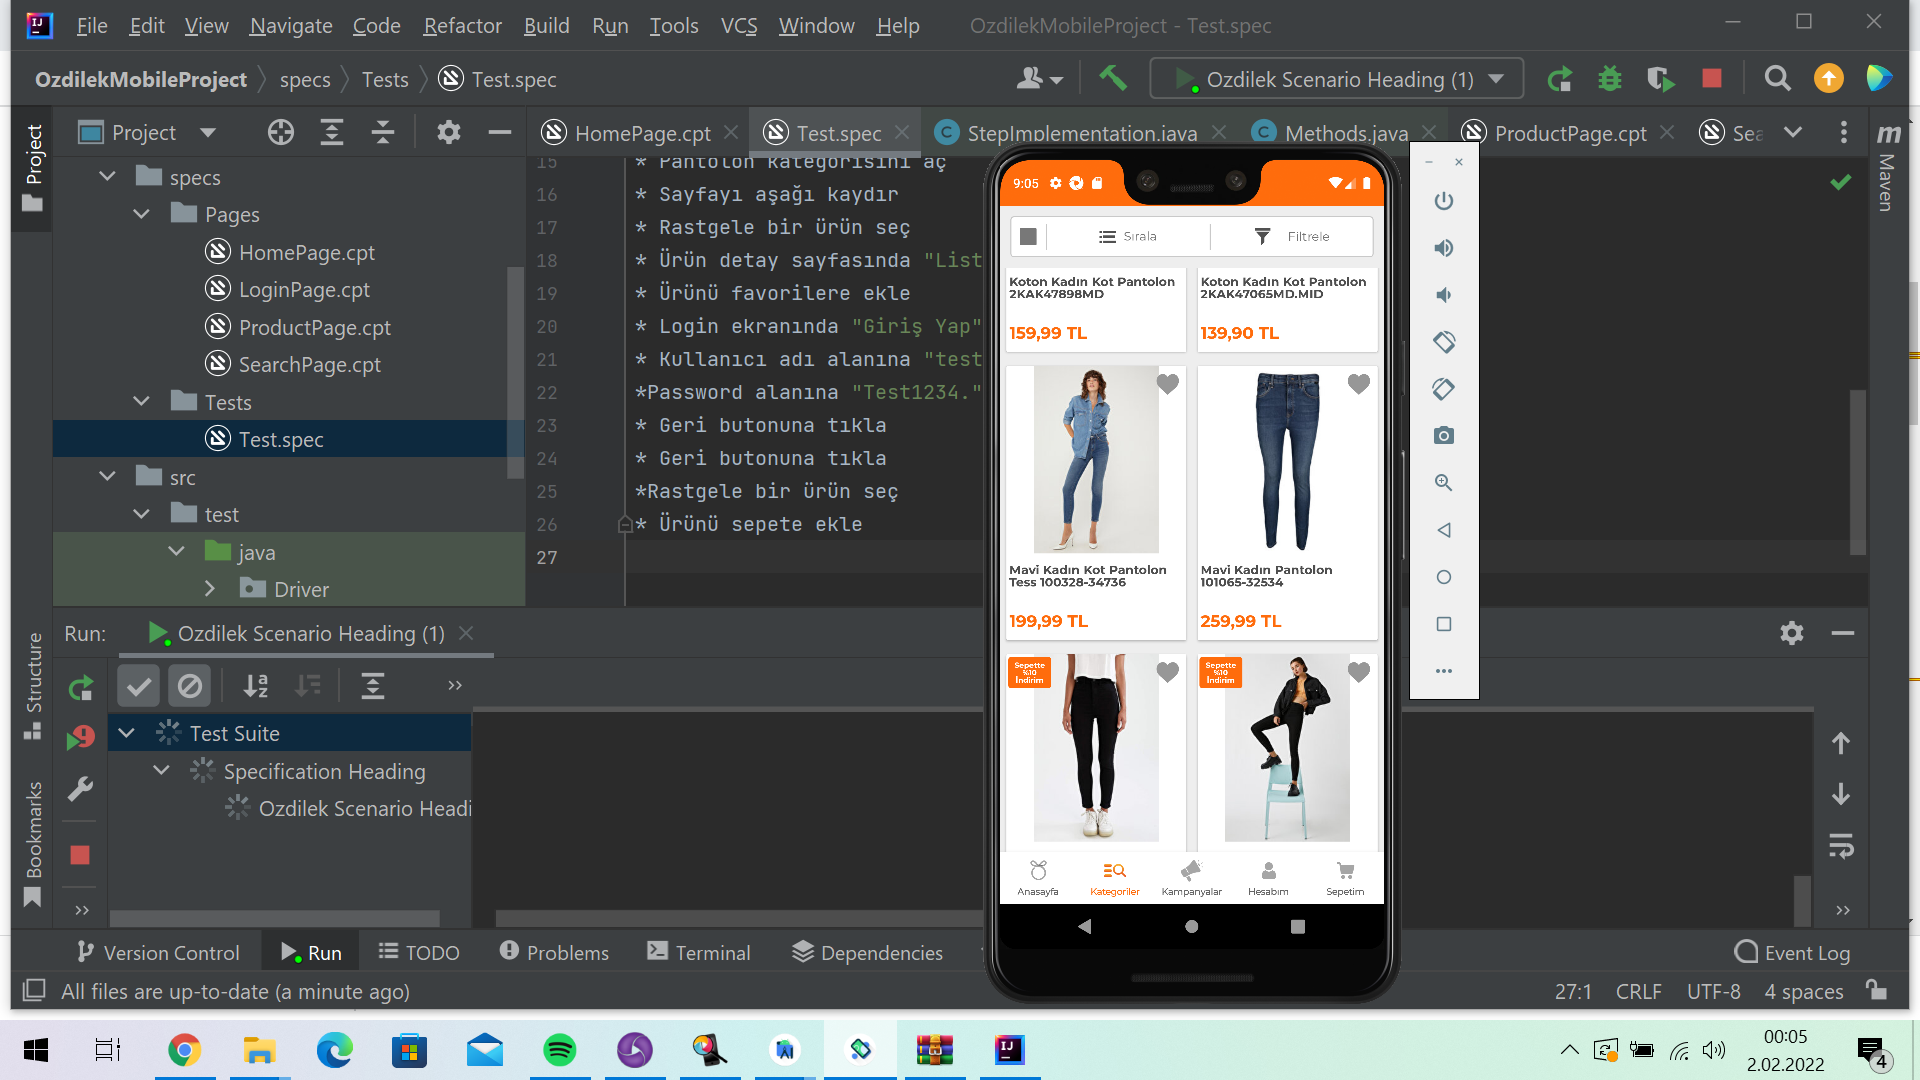 File Edit View Navigate Code Refactor Build Run Tools VCS Window Help OzdilekMobileProject - Test.spec
OzdilekMobileProject specs Tests Test.spec
Ozdilek Scenario Heading (1)
Project
HomePage.cpt Test.spec StepImplementation.java Methods.java ProductPage.cpt Sea
Project
Maven
Structure
Bookmarks
specs
Pages
HomePage.cpt
LoginPage.cpt
ProductPage.cpt
SearchPage.cpt
Tests
Test.spec
src
test
java
Driver
15 * Pantolon kategorisini aç
16 * Sayfayı aşağı kaydır
17 * Rastgele bir ürün seç
18 * Ürün detay sayfasında "List
19 * Ürünü favorilere ekle
20 * Login ekranında "Giriş Yap"
21 * Kullanıcı adı alanına "test
22 *Password alanına "Test1234."
23 * Geri butonuna tıkla
24 * Geri butonuna tıkla
25 *Rastgele bir ürün seç
26 * Ürünü sepete ekle
27
9:05
Sırala Filtrele
Koton Kadın Kot Pantolon
2KAK47898MD
159,99 TL
Koton Kadın Kot Pantolon
2KAK47065MD.MID
139,90 TL
Mavi Kadın Kot Pantolon
Tess 100328-34736
199,99 TL
Mavi Kadın Pantolon
101065-32534
259,99 TL
Sepette
%10
İndirim
Sepette
%10
İndirim
Anasayfa Kategoriler Kampanyalar Hesabım Sepetim
Run: Ozdilek Scenario Heading (1)
Test Suite
Specification Heading
Ozdilek Scenario Headi
Version Control Run TODO Problems Terminal Dependencies Event Log
All files are up-to-date (a minute ago)
27:1 CRLF UTF-8 4 spaces
00:05
2.02.2022
4